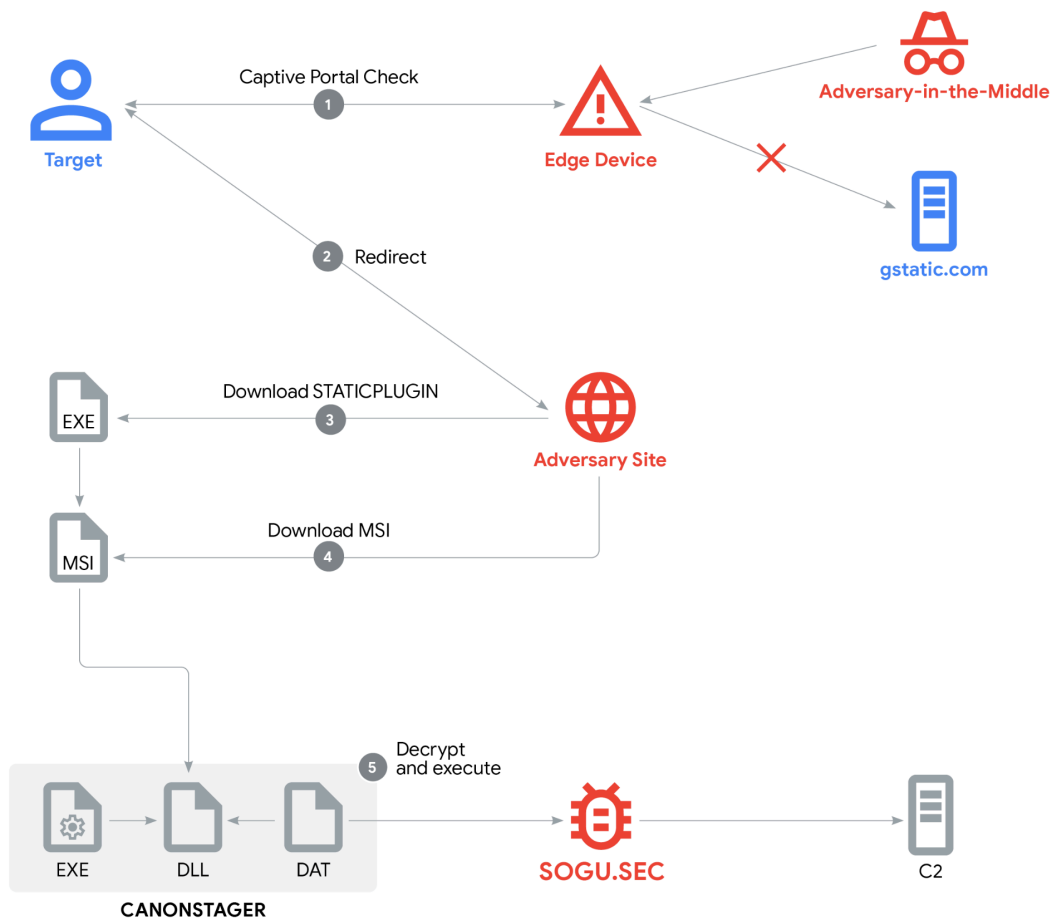 Captive Portal Check
1
Adversary-in-the-Middle
Target
Edge Device
gstatic.com
2
Redirect
Download STATICPLUGIN
3
EXE
Adversary Site
Download MSI
4
MSI
5
Decrypt
and execute
EXE
DLL
DAT
SOGU.SEC
C2
CANONSTAGER